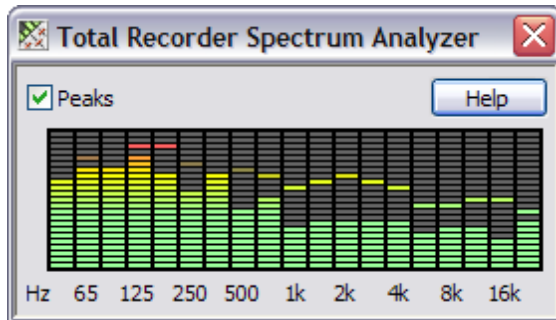 Total Recorder Spectrum Analyzer
Peaks Help
Hz 65 125 250 500 1k 2k 4k 8k 16k